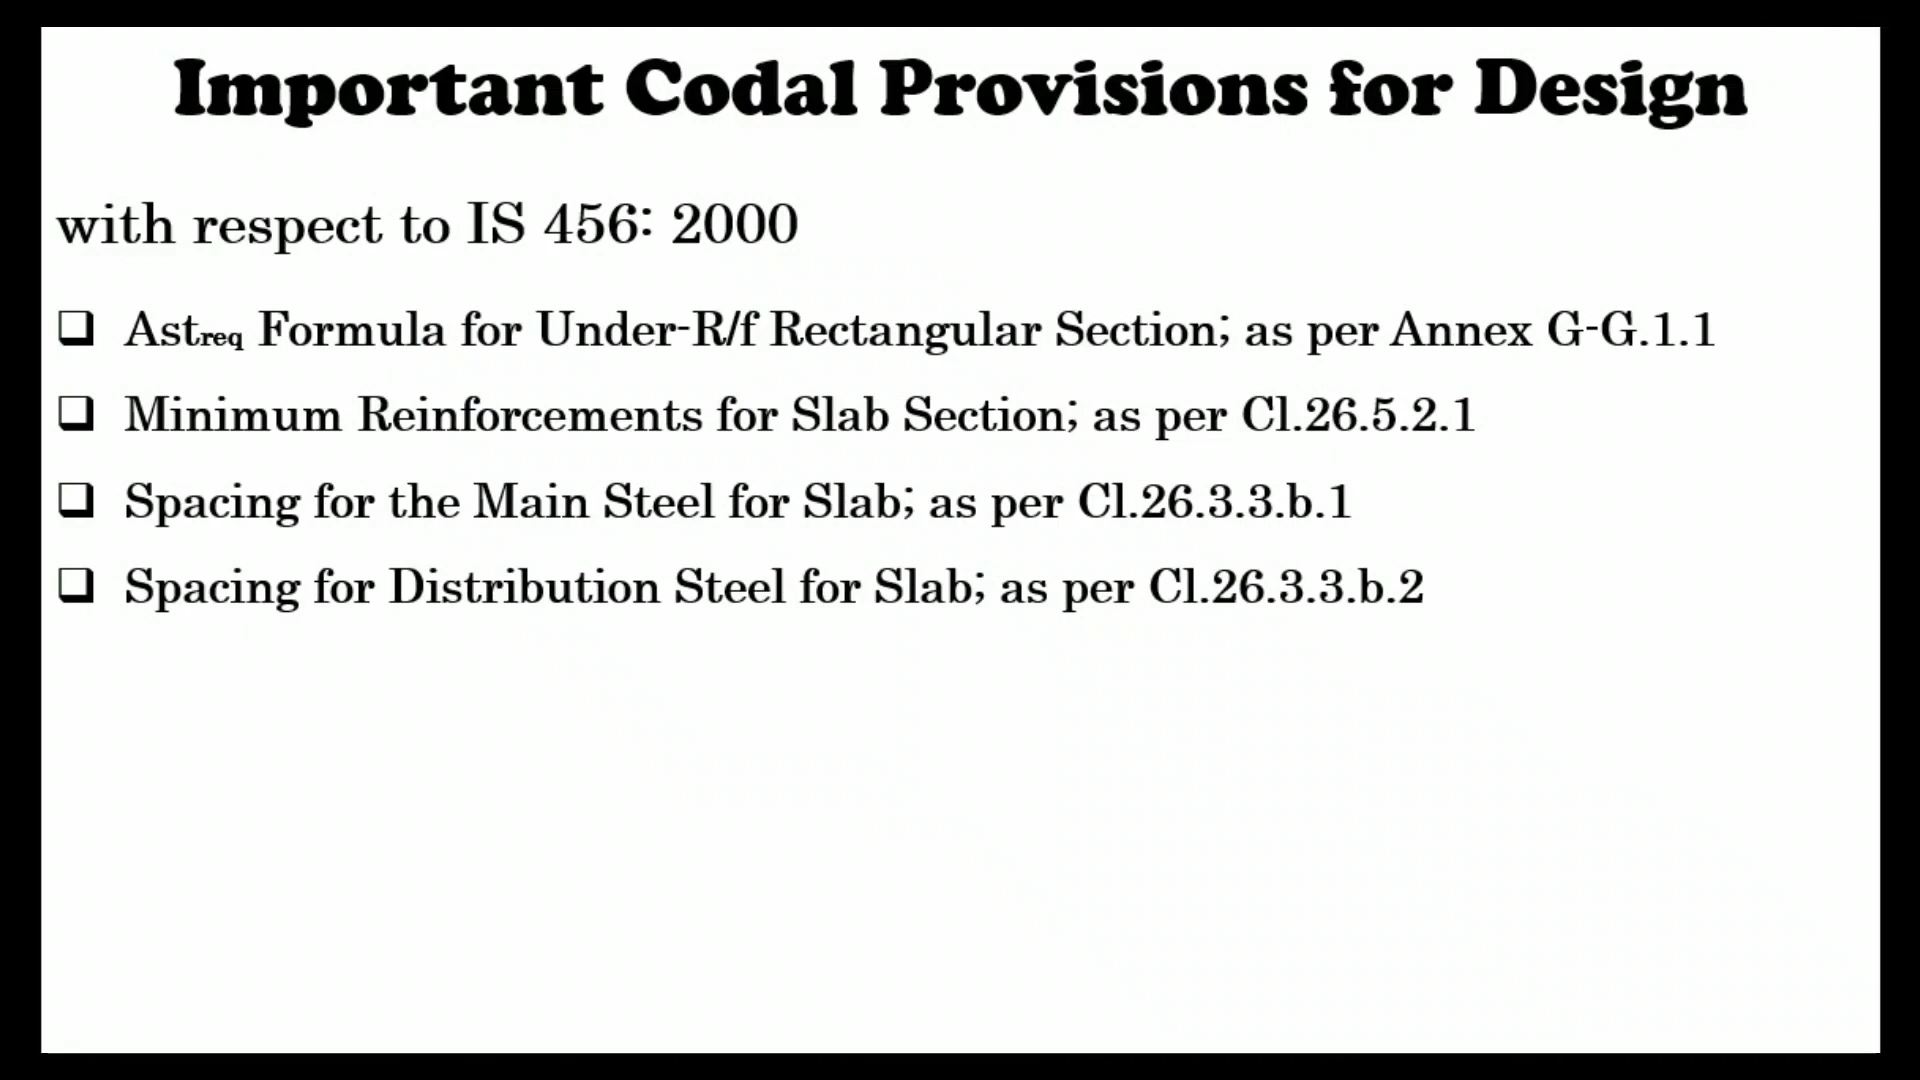 Important Codal Provisions for Design
with respect to IS 456: 2000
❑ Astreq Formula for Under-R/f Rectangular Section; as per Annex G-G.1.1
❑ Minimum Reinforcements for Slab Section; as per Cl.26.5.2.1
❑ Spacing for the Main Steel for Slab; as per Cl.26.3.3.b.1
❑ Spacing for Distribution Steel for Slab; as per Cl.26.3.3.b.2